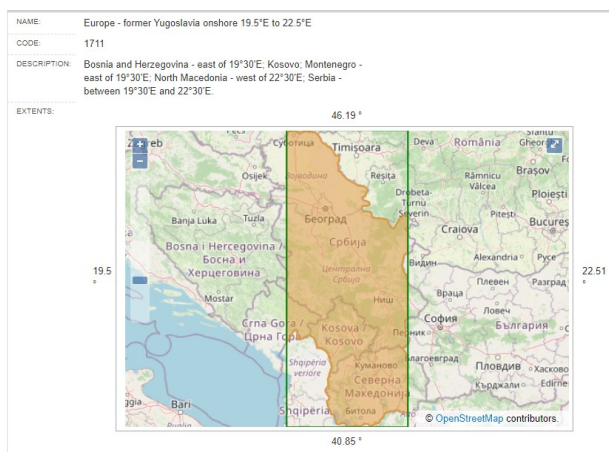 NAME: Europe - former Yugoslavia onshore 19.5°E to 22.5°E
CODE: 1711
DESCRIPTION: Bosnia and Herzegovina - east of 19°30'E; Kosovo; Montenegro -
east of 19°30'E; North Macedonia - west of 22°30'E; Serbia -
between 19°30'E and 22°30'E.
EXTENTS:
46.19 °
Суботица Timișoara Deva România
+
−
Osijek Војводина Reșița Râmnicu Vâlcea Brașov
Drobeta-Turnu Severin Ploiești
Banja Luka Tuzla Београд Pitești
Craiova
Bosna i Hercegovina / Босна и Херцеговина
Србија
Видин Alexandria
19.5 °
Централна Србија
22.51 °
Плевен Разград
Mostar Ниш Враца Ловеч
Crna Gora / Црна Гора
Kosova / Kosovo
София България
Перник
Shqipëria veriore
Куманово Благоевград
Пловдив Хасково
Северна Македонија
Кърджали Edirne
Bari Shqipëria Битола
© OpenStreetMap contributors.
40.85 °